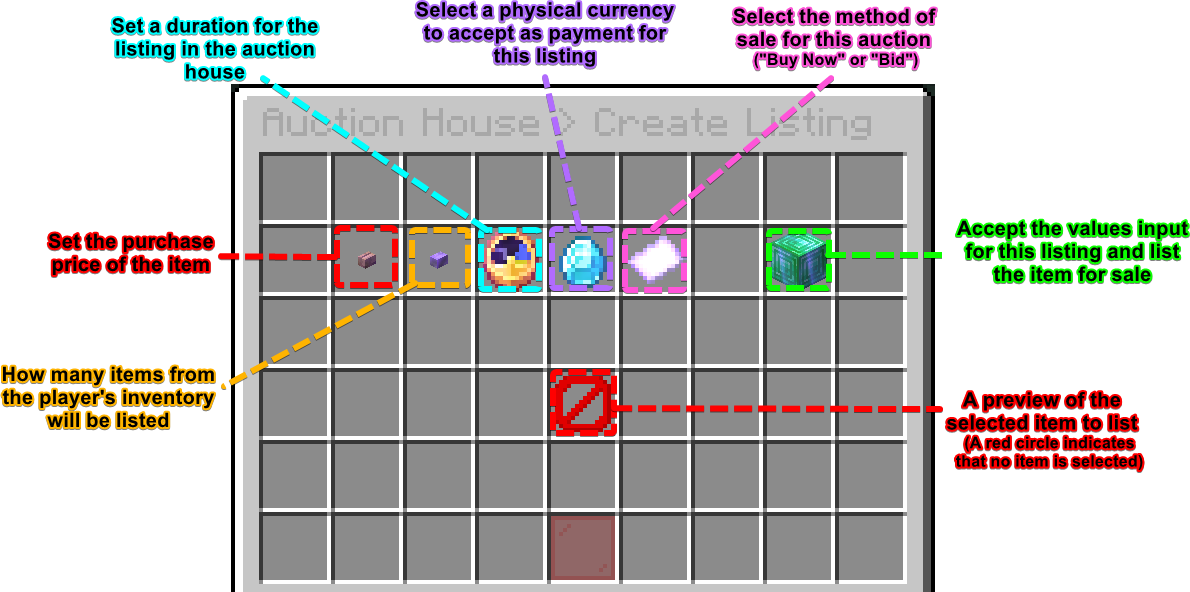 Set a duration for the
listing in the auction
house
Select a physical currency
to accept as payment for
this listing
Select the method of
sale for this auction
("Buy Now" or "Bid")
Auction House > Create Listing
Set the purchase
price of the item
Accept the values input
for this listing and list
the item for sale
How many items from
the player's inventory
will be listed
A preview of the
selected item to list
(A red circle indicates
that no item is selected)